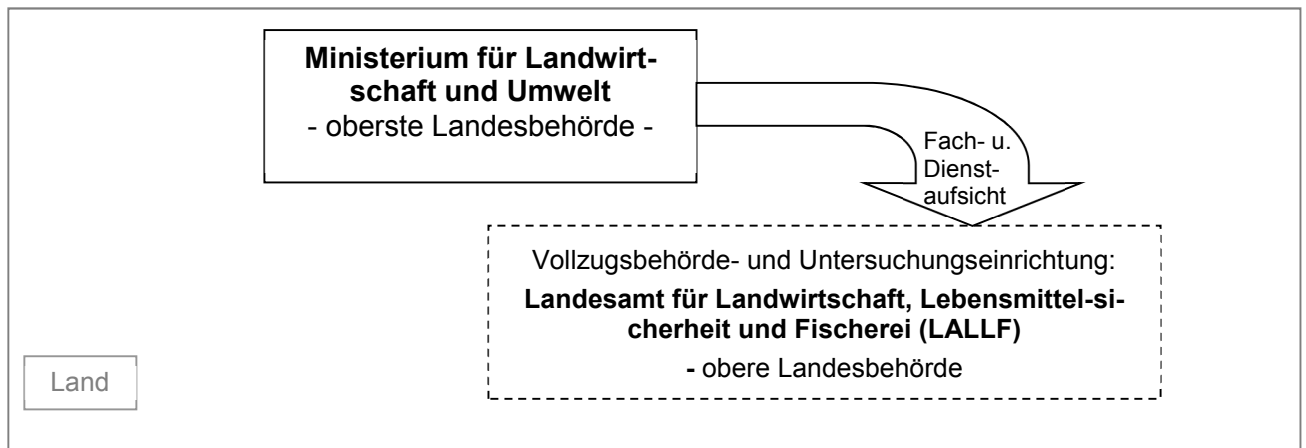 Ministerium für Landwirt-
schaft und Umwelt
- oberste Landesbehörde -
Fach- u.
Dienst-
aufsicht
Vollzugsbehörde- und Untersuchungseinrichtung:
Landesamt für Landwirtschaft, Lebensmittel-si-
cherheit und Fischerei (LALLF)
- obere Landesbehörde
Land